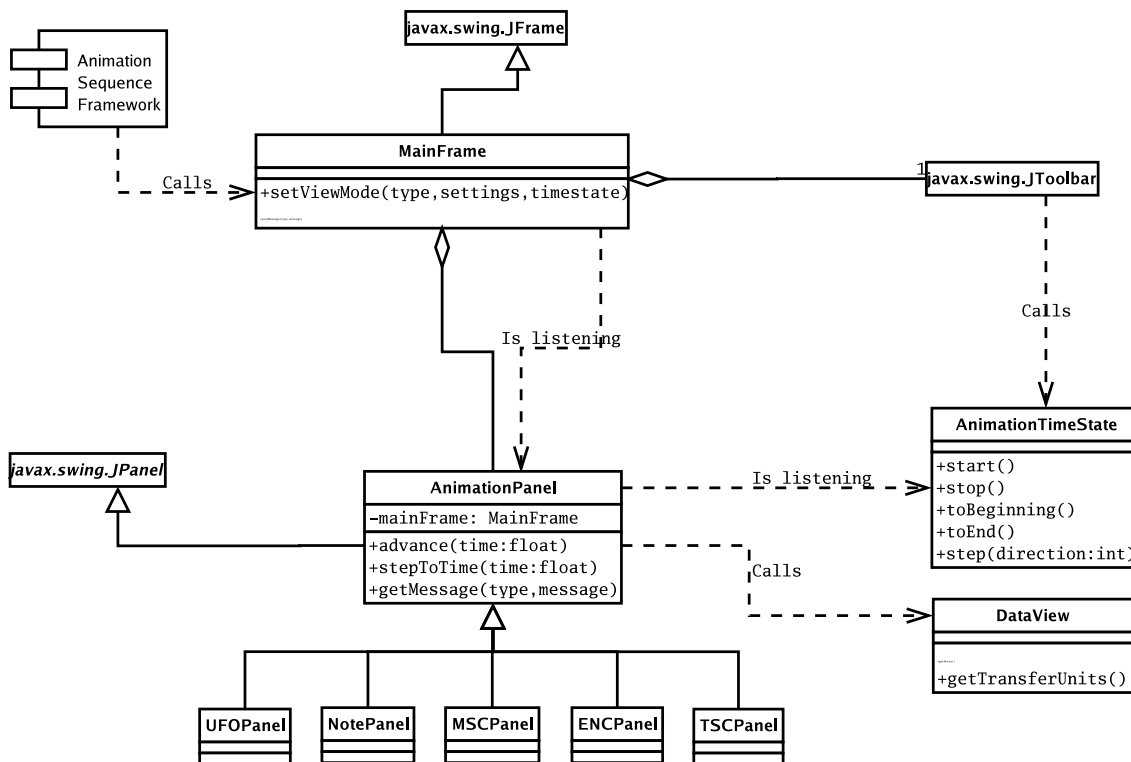 javax.swing.JFrame
Animation
Sequence
Framework
MainFrame
Calls
+setViewMode(type,settings,timestate)
1
javax.swing.JToolbar
Is listening
Calls
AnimationTimeState
+start()
+stop()
+toBeginning()
+toEnd()
+step(direction:int)
javax.swing.JPanel
AnimationPanel
-mainFrame: MainFrame
+advance(time:float)
+stepToTime(time:float)
+getMessage(type,message)
Is listening
Calls
DataView
+getTransferUnits()
UFOPanel
NotePanel
MSCPanel
ENCPanel
TSCPanel